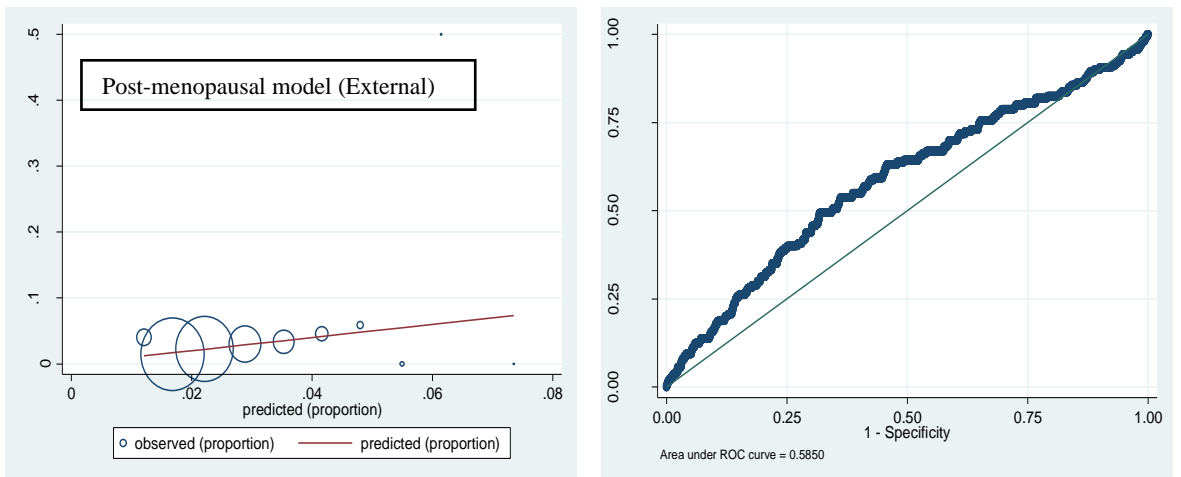 .5
Post-menopausal model (External)
.4
.3
.2
.1
0
0 .02 .04 .06 .08
predicted (proportion)
observed (proportion) predicted (proportion)
1.00
0.75
0.50
0.25
0.00
0.00 0.25 0.50 0.75 1.00
1 - Specificity
Area under ROC curve = 0.5850